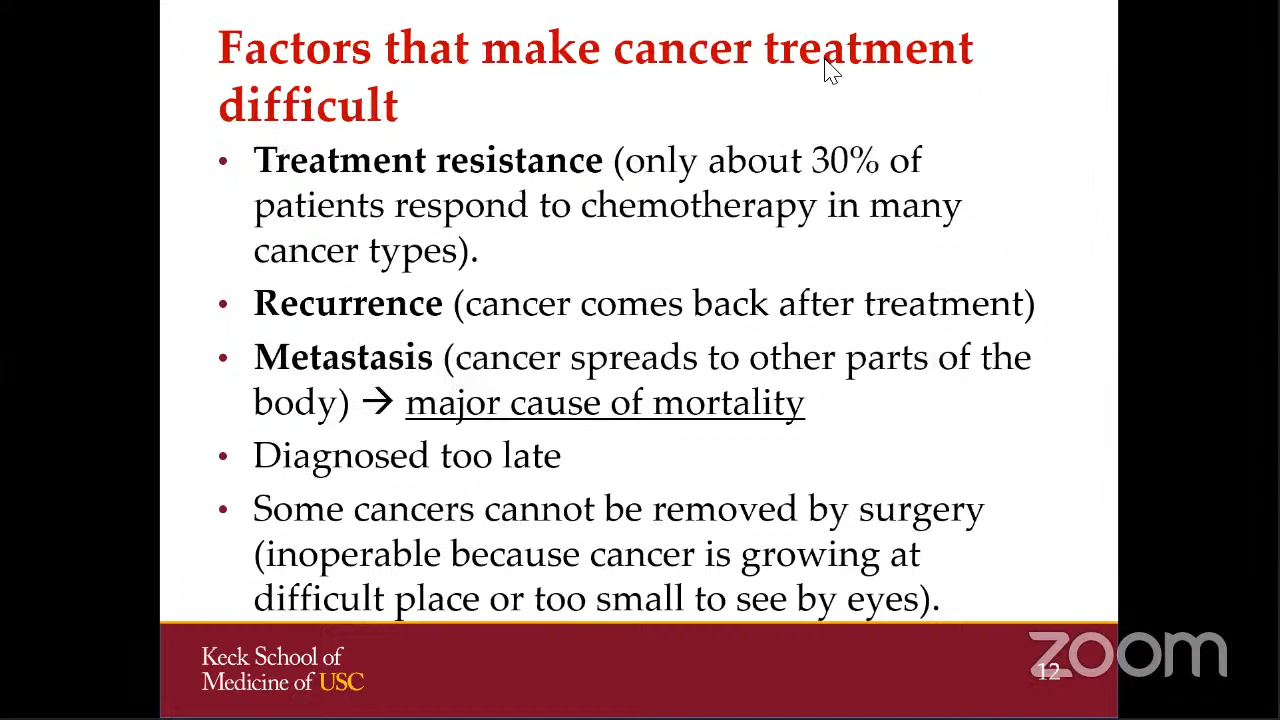 Factors that make cancer treatment
difficult
• Treatment resistance (only about 30% of
patients respond to chemotherapy in many
cancer types).
• Recurrence (cancer comes back after treatment)
• Metastasis (cancer spreads to other parts of the
body) → major cause of mortality
• Diagnosed too late
• Some cancers cannot be removed by surgery
(inoperable because cancer is growing at
difficult place or too small to see by eyes).
Keck School of
Medicine of USC
12
zoom